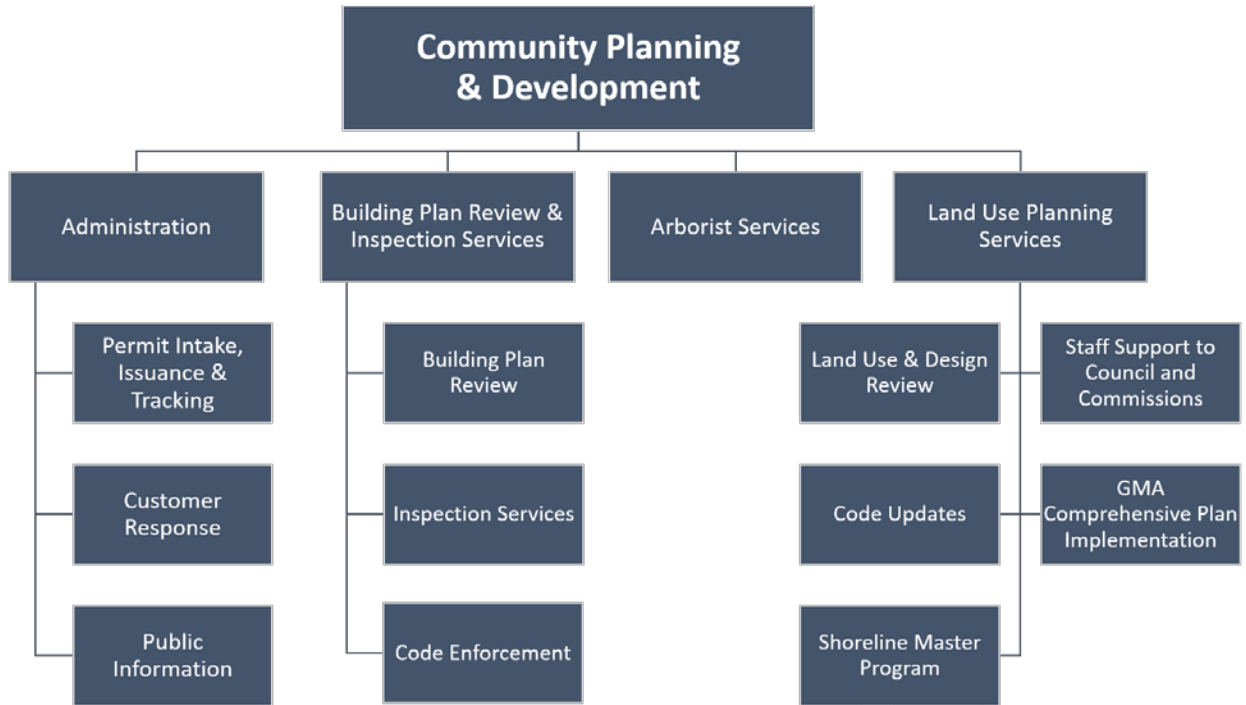 Community Planning
& Development
Administration
Building Plan Review &
Inspection Services
Arborist Services
Land Use Planning
Services
Permit Intake,
Issuance &
Tracking
Building Plan
Review
Land Use & Design
Review
Staff Support to
Council and
Commissions
Customer
Response
Inspection Services
Code Updates
GMA
Comprehensive Plan
Implementation
Public
Information
Code Enforcement
Shoreline Master
Program